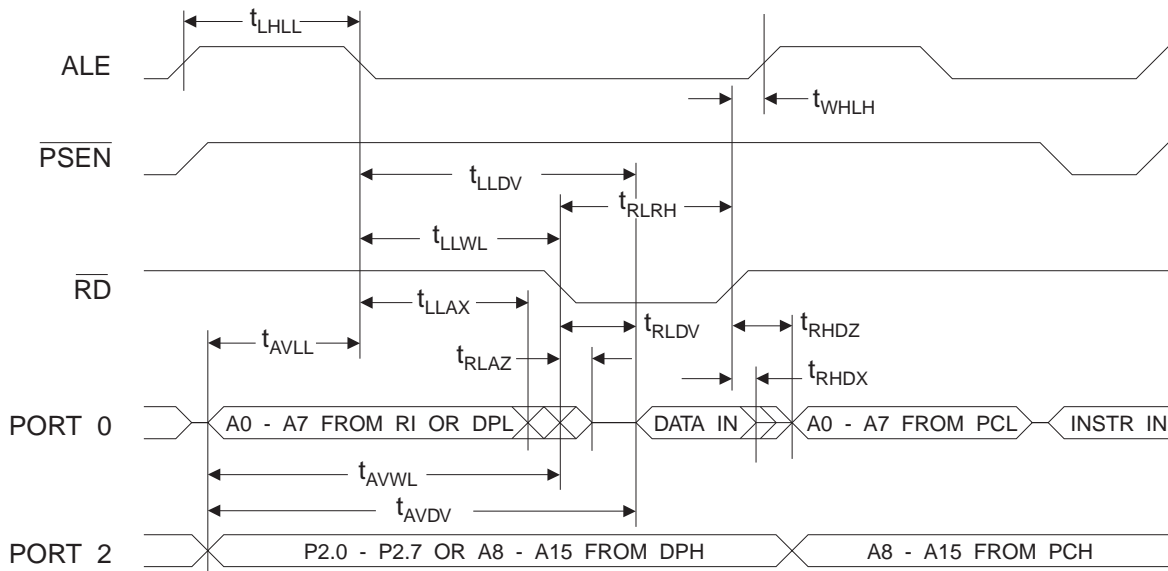 tLHLL
ALE
tWHLH
PSEN
tLLDV
tRLRH
tLLWL
RD
tLLAX
tRLDV
tRHDZ
tAVLL
tRLAZ
tRHDX
PORT 0
A0 - A7 FROM RI OR DPL
DATA IN
A0 - A7 FROM PCL
INSTR IN
tAVWL
tAVDV
PORT 2
P2.0 - P2.7 OR A8 - A15 FROM DPH
A8 - A15 FROM PCH